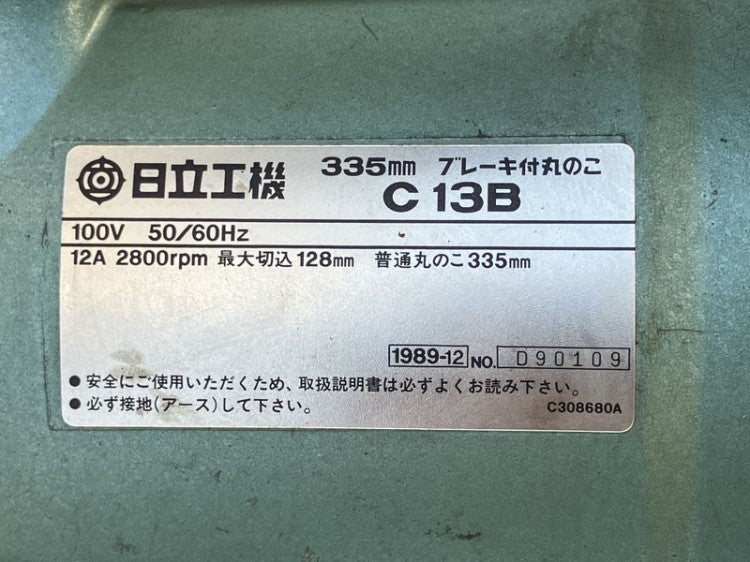 日立工機 335mm ブレーキ付丸のこ
C 13B
100V 50/60Hz
12A 2800rpm 最大切込128mm 普通丸のこ335mm
1989-12 NO. D90109
●安全にご使用いただくため、取扱説明書は必ずよくお読み下さい。
●必ず接地(アース)して下さい。 C308680A